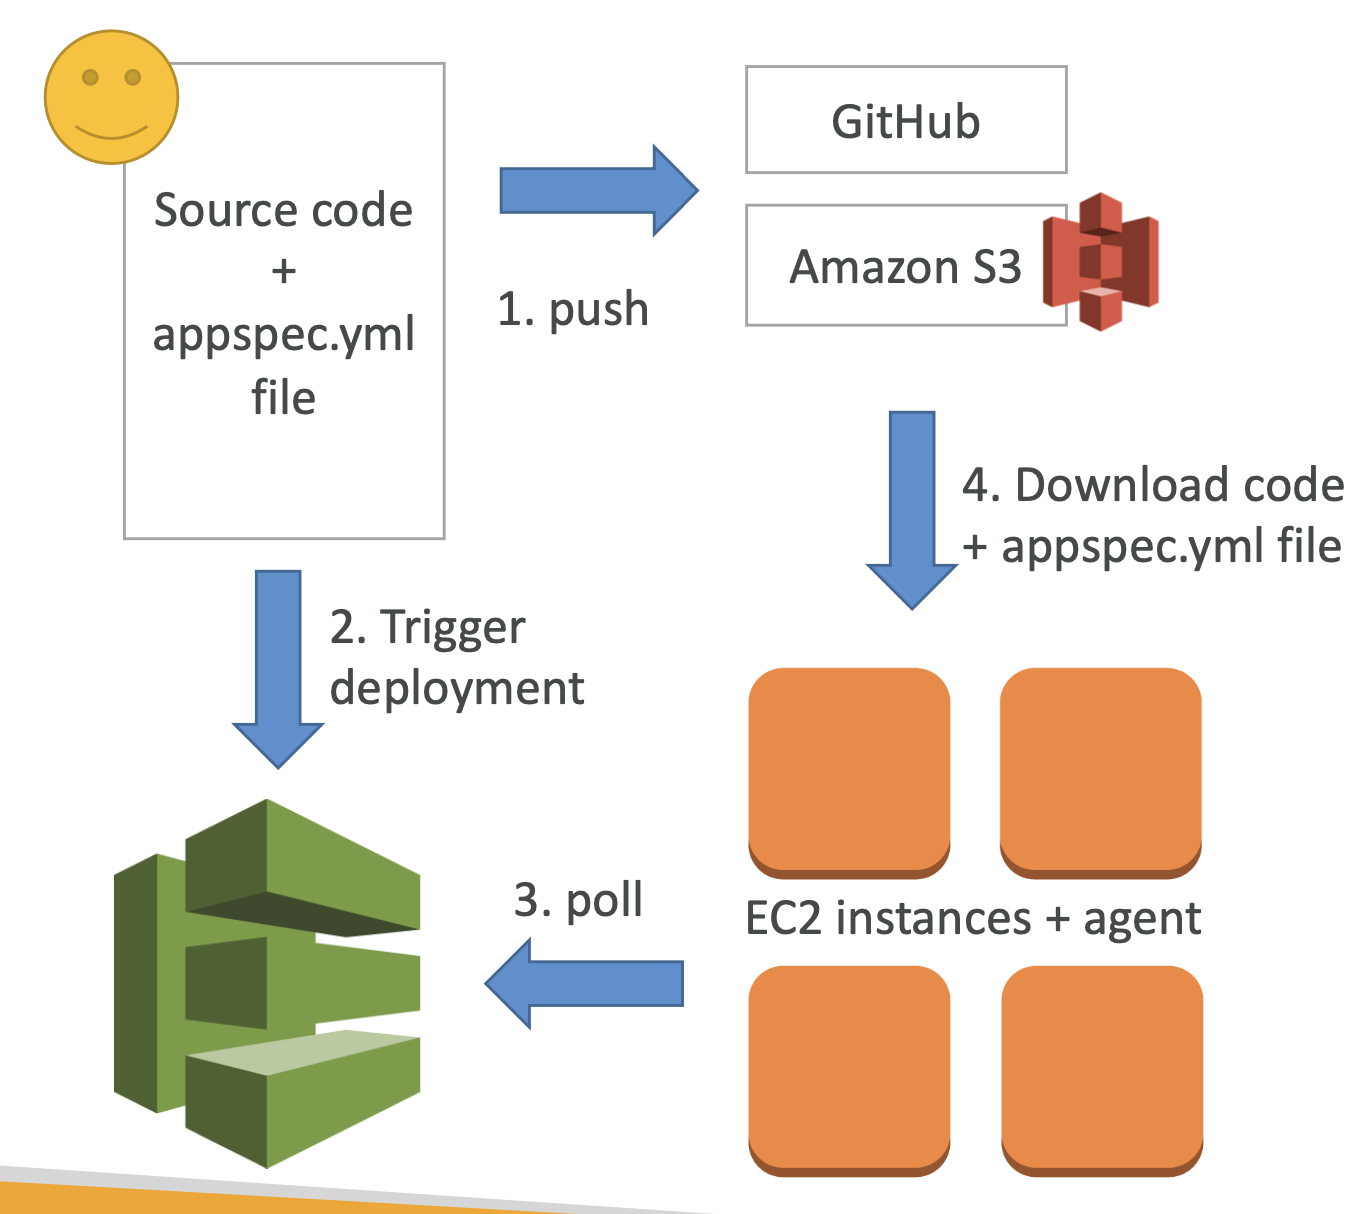 Source code
+
appspec.yml
file
1. push
GitHub
Amazon S3
2. Trigger
deployment
4. Download code
+ appspec.yml file
3. poll
EC2 instances + agent